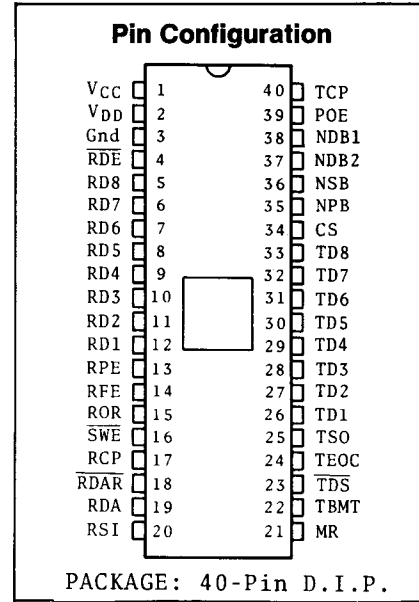 Pin Configuration
VCC 1 40 TCP
VDD 2 39 POE
Gnd 3 38 NDB1
R̅D̅E̅ 4 37 NDB2
RD8 5 36 NSB
RD7 6 35 NPB
RD6 7 34 CS
RD5 8 33 TD8
RD4 9 32 TD7
RD3 10 31 TD6
RD2 11 30 TD5
RD1 12 29 TD4
RPE 13 28 TD3
RFE 14 27 TD2
ROR 15 26 TD1
S̅W̅E̅ 16 25 TSO
RCP 17 24 TEOC
R̅D̅A̅R̅ 18 23 T̅D̅S̅
RDA 19 22 TBMT
RSI 20 21 MR
PACKAGE: 40-Pin D.I.P.